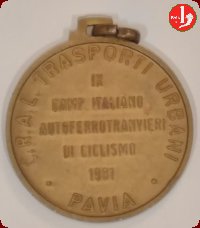 C.R.A.L. TRASPORTI URBANI
IX
CAMP. ITALIANO
AUTOFERROTRANVIERI
DI CICLISMO
1981
· PAVIA ·